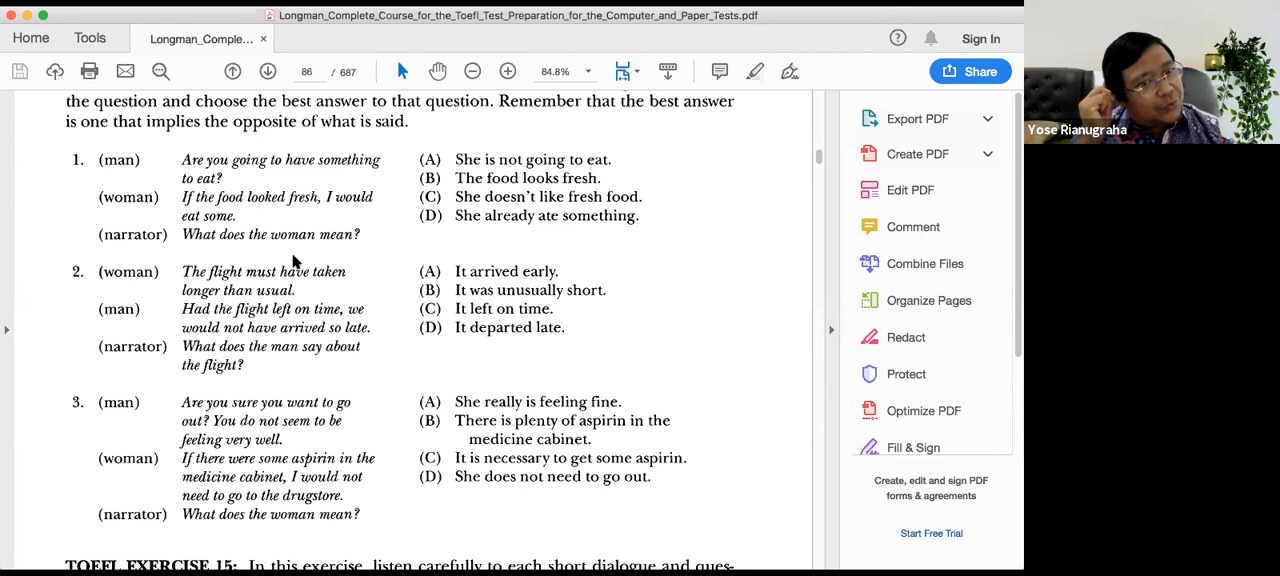 Longman_Complete_Course_for_the_Toefl_Test_Preparation_for_the_Computer_and_Paper_Tests.pdf
Home
Tools
Longman_Comple... ×
Sign In
86 / 687
84.8%
Share
the question and choose the best answer to that question. Remember that the best answer
is one that implies the opposite of what is said.
1. (man) Are you going to have something
to eat?
(woman) If the food looked fresh, I would
eat some.
(narrator) What does the woman mean?
(A) She is not going to eat.
(B) The food looks fresh.
(C) She doesn't like fresh food.
(D) She already ate something.
2. (woman) The flight must have taken
longer than usual.
(man) Had the flight left on time, we
would not have arrived so late.
(narrator) What does the man say about
the flight?
(A) It arrived early.
(B) It was unusually short.
(C) It left on time.
(D) It departed late.
3. (man) Are you sure you want to go
out? You do not seem to be
feeling very well.
(woman) If there were some aspirin in the
medicine cabinet, I would not
need to go to the drugstore.
(narrator) What does the woman mean?
(A) She really is feeling fine.
(B) There is plenty of aspirin in the
medicine cabinet.
(C) It is necessary to get some aspirin.
(D) She does not need to go out.
TOEFL EXERCISE 15: In this exercise, listen carefully to each short dialogue and ques-
Export PDF
Create PDF
Edit PDF
Comment
Combine Files
Organize Pages
Redact
Protect
Optimize PDF
Fill & Sign
Create, edit and sign PDF
forms & agreements
Start Free Trial
Yose Rianugraha